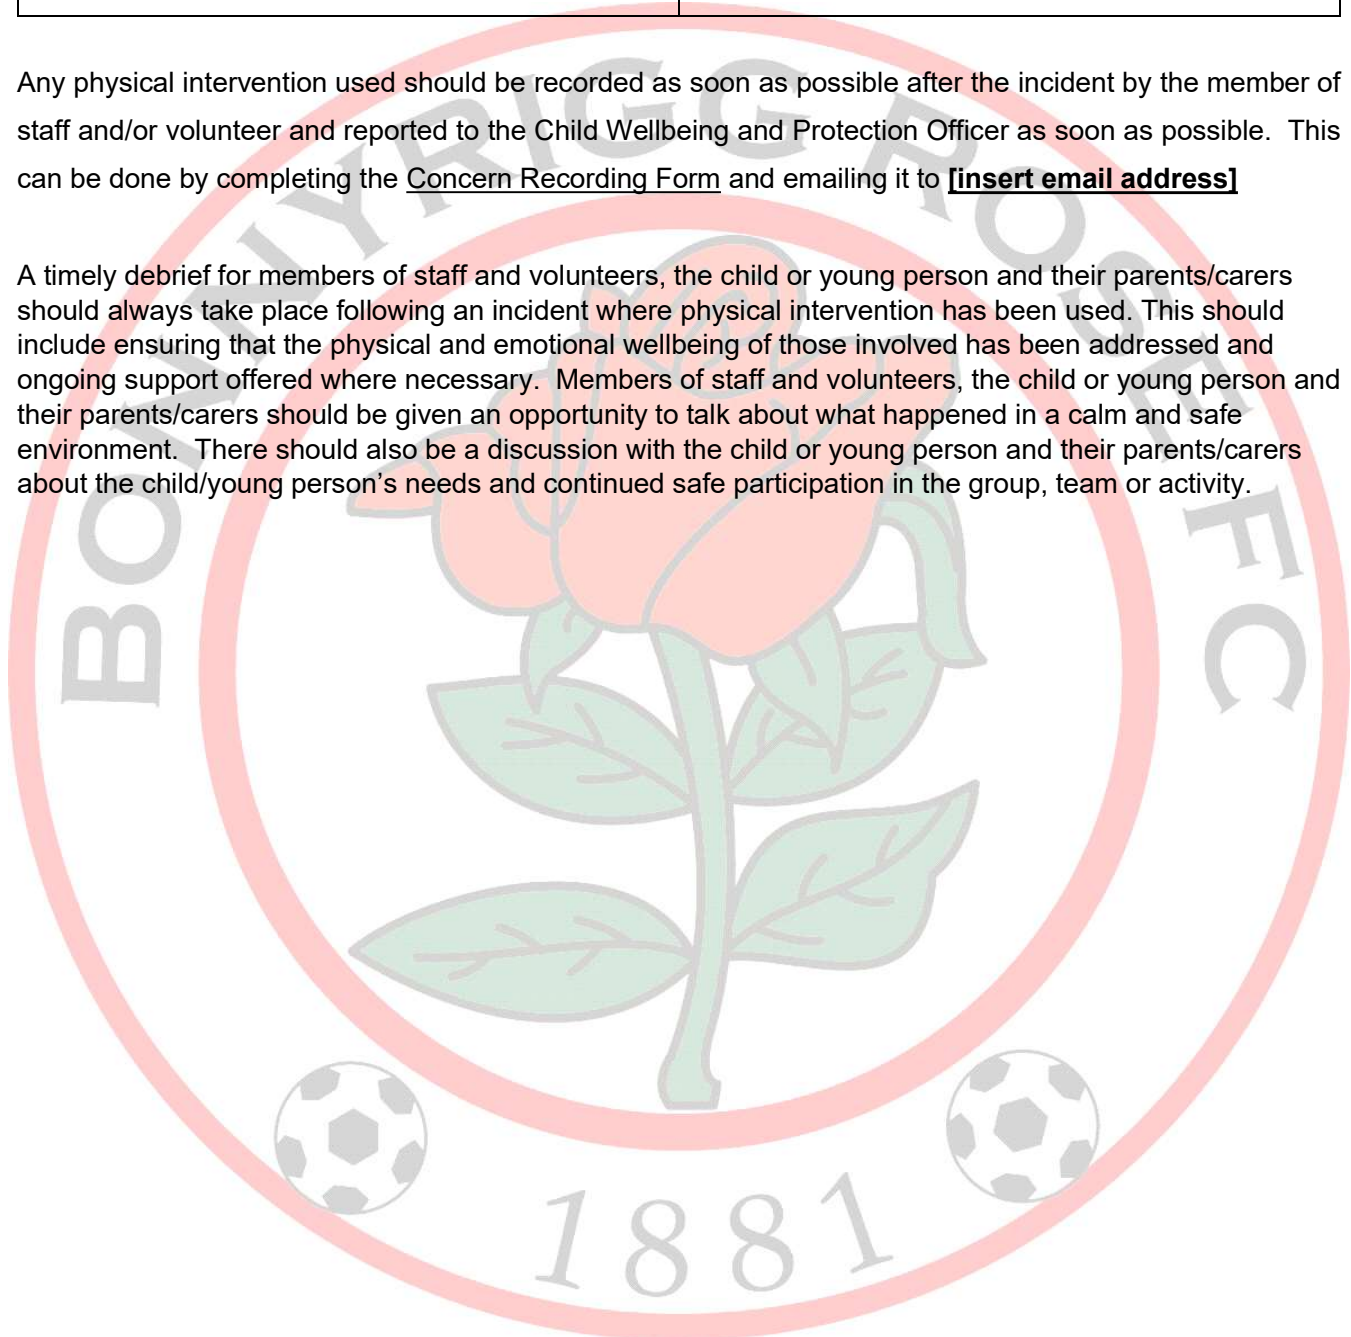 Any physical intervention used should be recorded as soon as possible after the incident by the member of
staff and/or volunteer and reported to the Child Wellbeing and Protection Officer as soon as possible.  This
can be done by completing the Concern Recording Form and emailing it to [insert email address]
A timely debrief for members of staff and volunteers, the child or young person and their parents/carers
should always take place following an incident where physical intervention has been used. This should
include ensuring that the physical and emotional wellbeing of those involved has been addressed and
ongoing support offered where necessary.  Members of staff and volunteers, the child or young person and
their parents/carers should be given an opportunity to talk about what happened in a calm and safe
environment.  There should also be a discussion with the child or young person and their parents/carers
about the child/young person’s needs and continued safe participation in the group, team or activity.
BONNYRIGG ROSE FC
1881